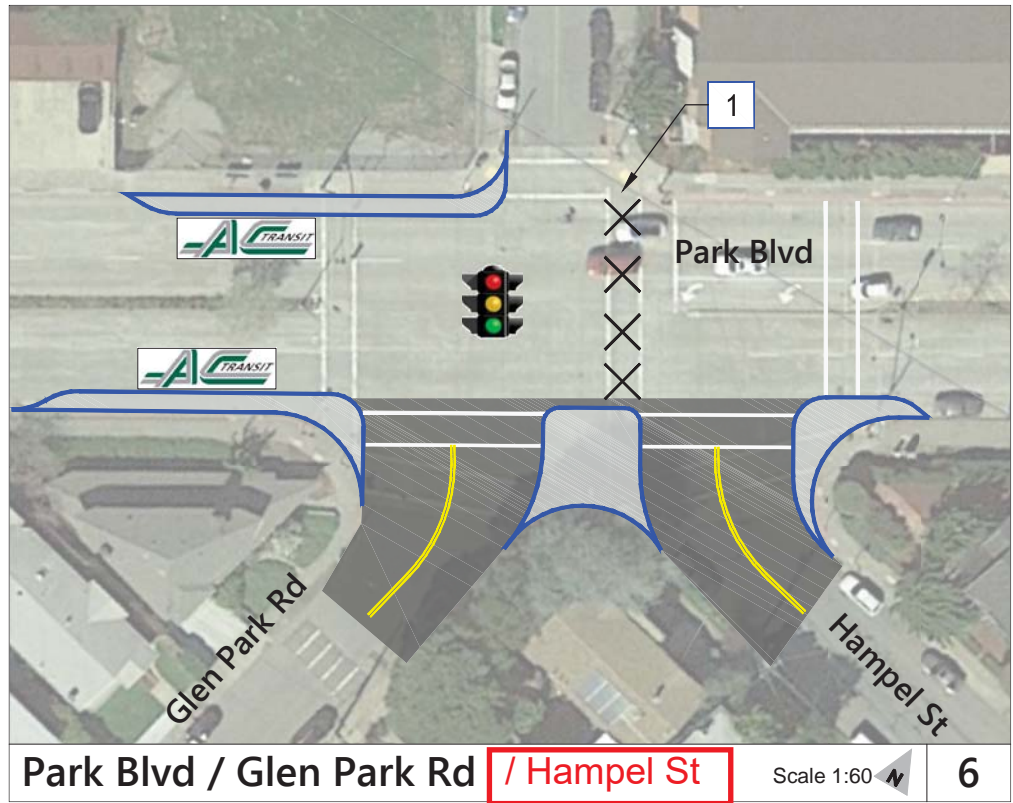 1
AC TRANSIT
Park Blvd
AC TRANSIT
Glen Park Rd
Hampel St
Park Blvd / Glen Park Rd / Hampel St Scale 1:60 N 6